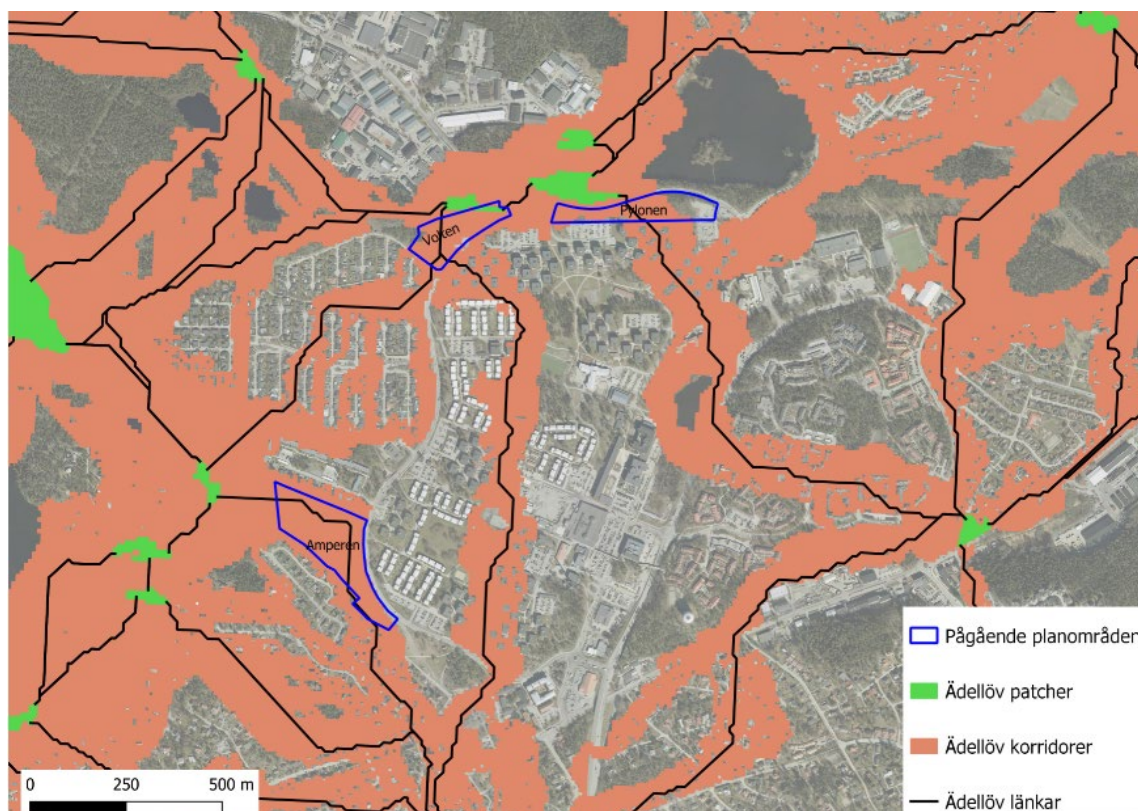 Volten
Pylonen
Amperen
Pågående planområden
Ädellöv patcher
Ädellöv korridorer
Ädellöv länkar
0 250 500 m